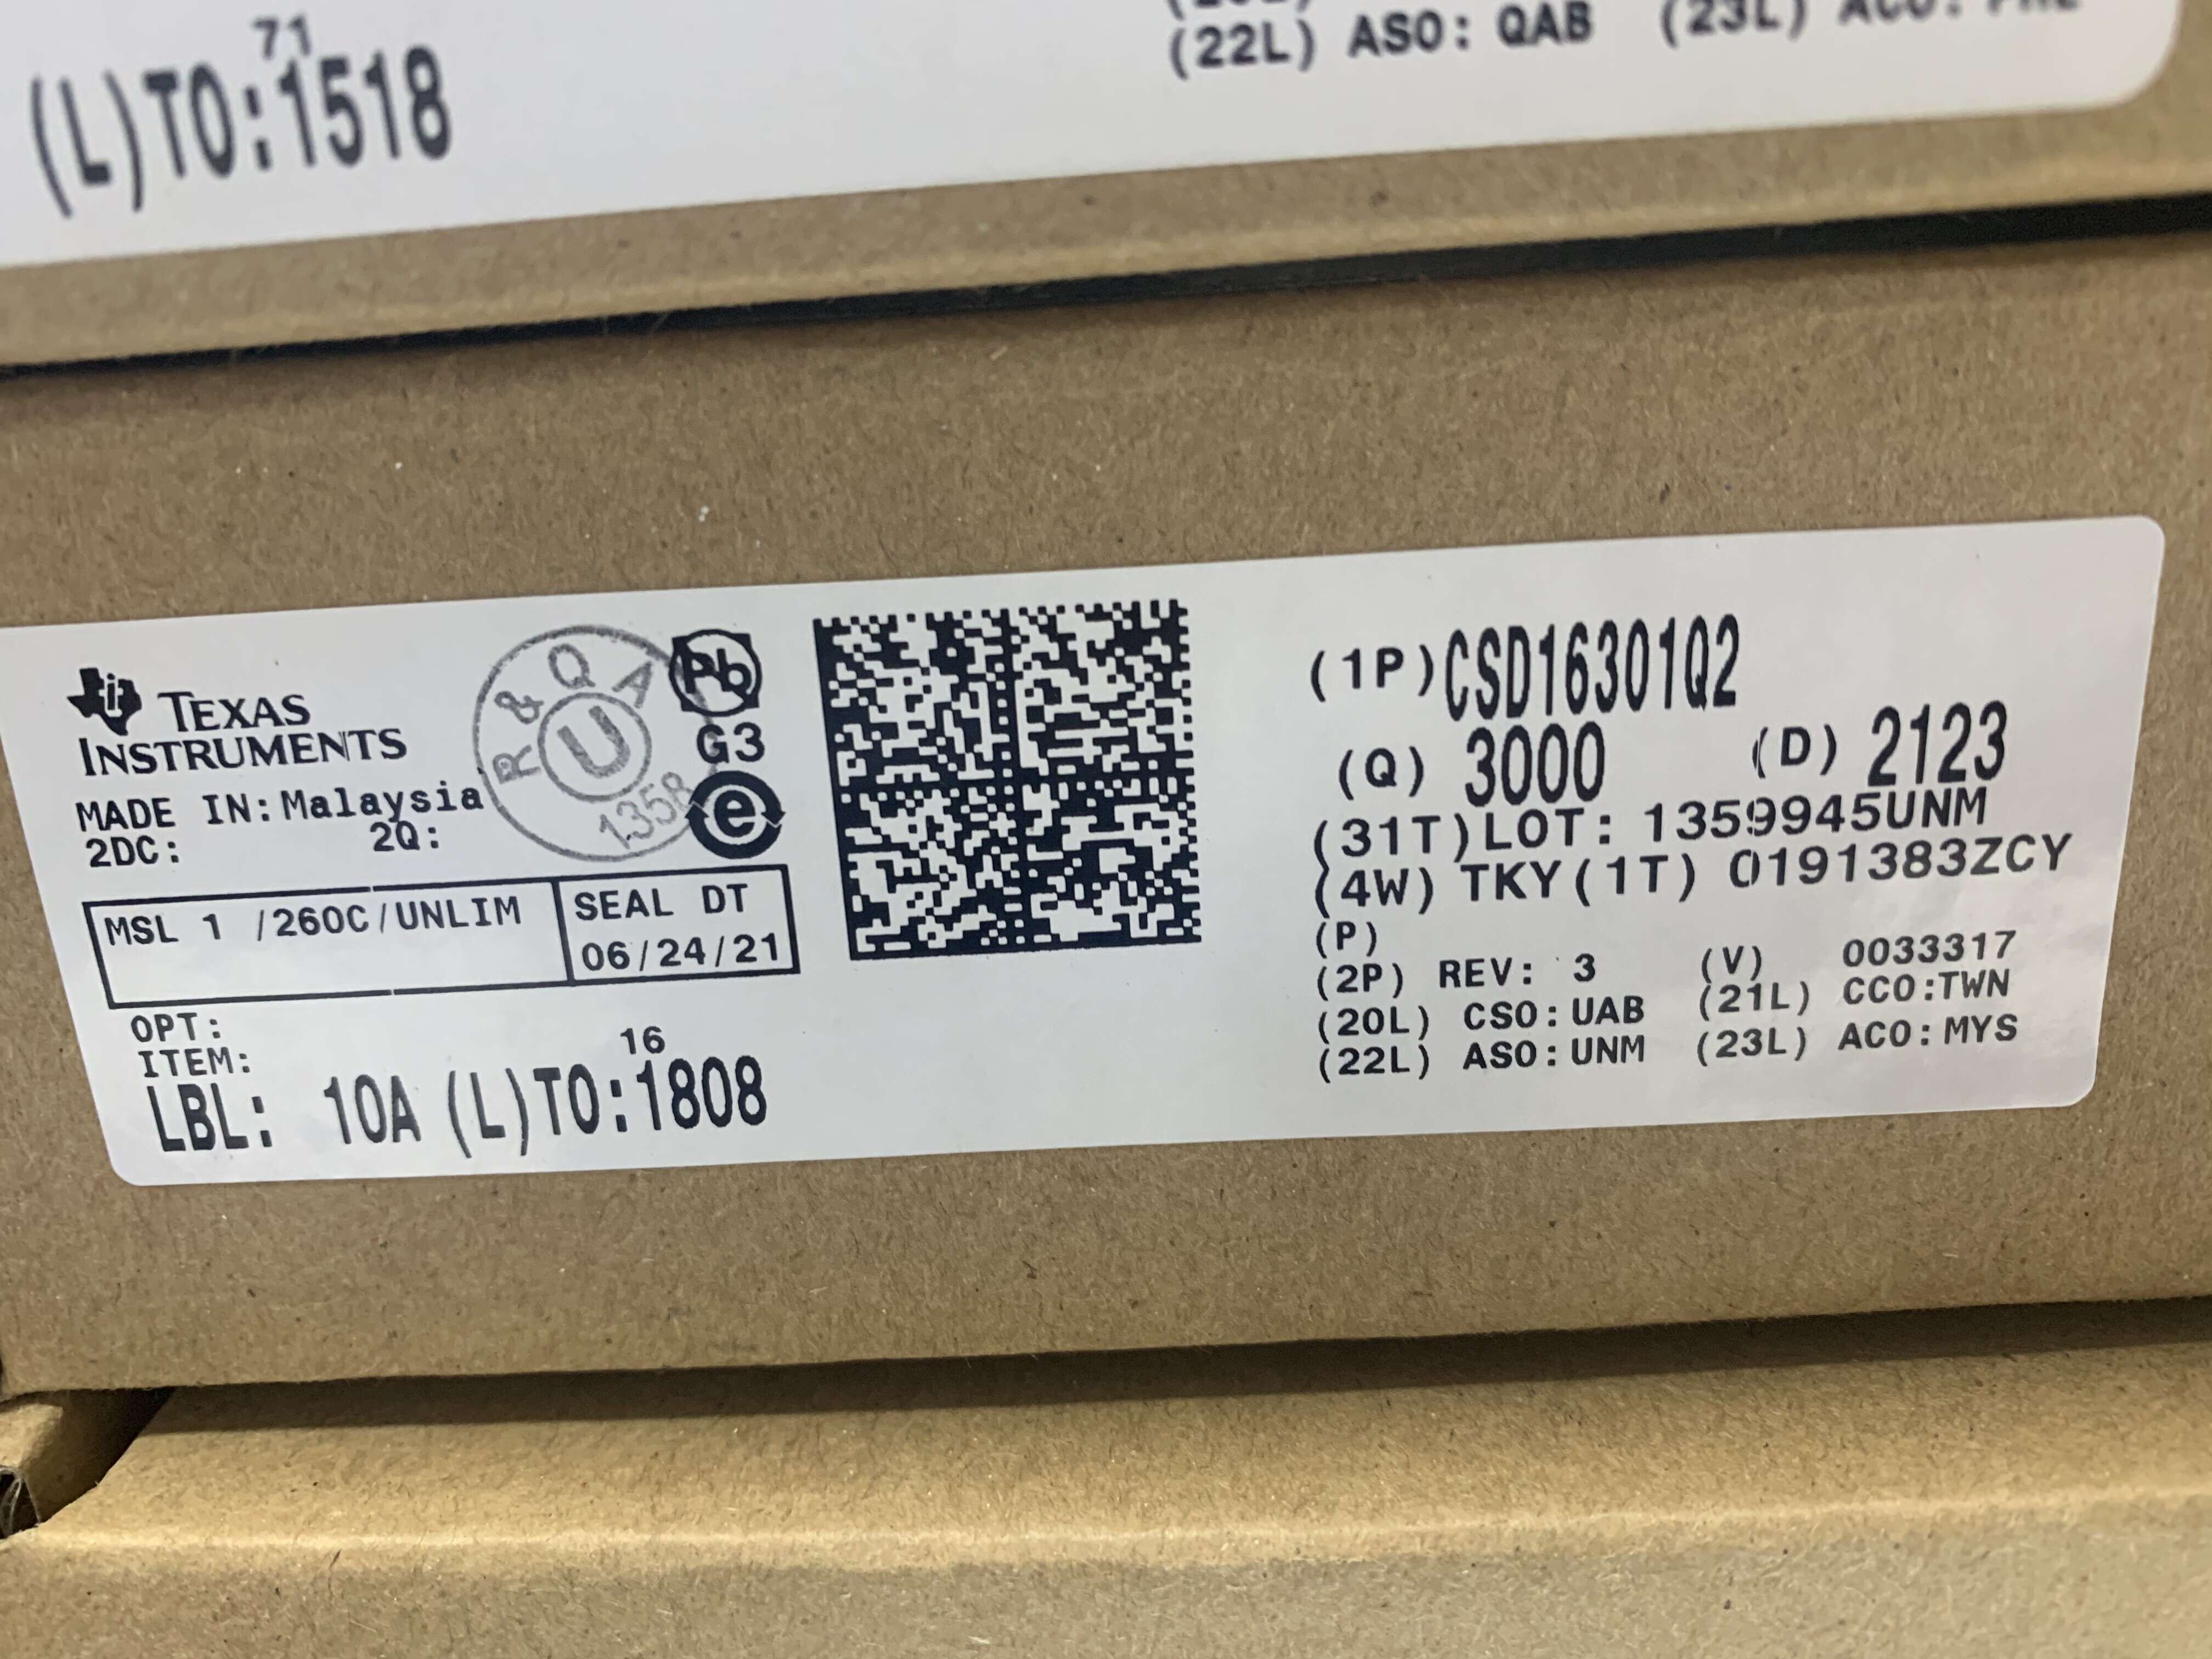 71
(L)TO:1518
(22L) ASO: QAB (23L) ACO:
TEXAS
INSTRUMENTS
MADE IN:Malaysia
2DC: 2Q:
R & Q A
U
1358
Pb
G3
e
MSL 1 /260C/UNLIM
SEAL DT
06/24/21
OPT:
ITEM:
16
LBL: 10A (L)TO:1808
(1P)CSD16301Q2
(Q) 3000 (D) 2123
(31T)LOT: 1359945UNM
(4W) TKY(1T) 0191383ZCY
(P)
(2P) REV: 3 (V) 0033317
(20L) CSO:UAB (21L) CCO:TWN
(22L) ASO:UNM (23L) ACO:MYS